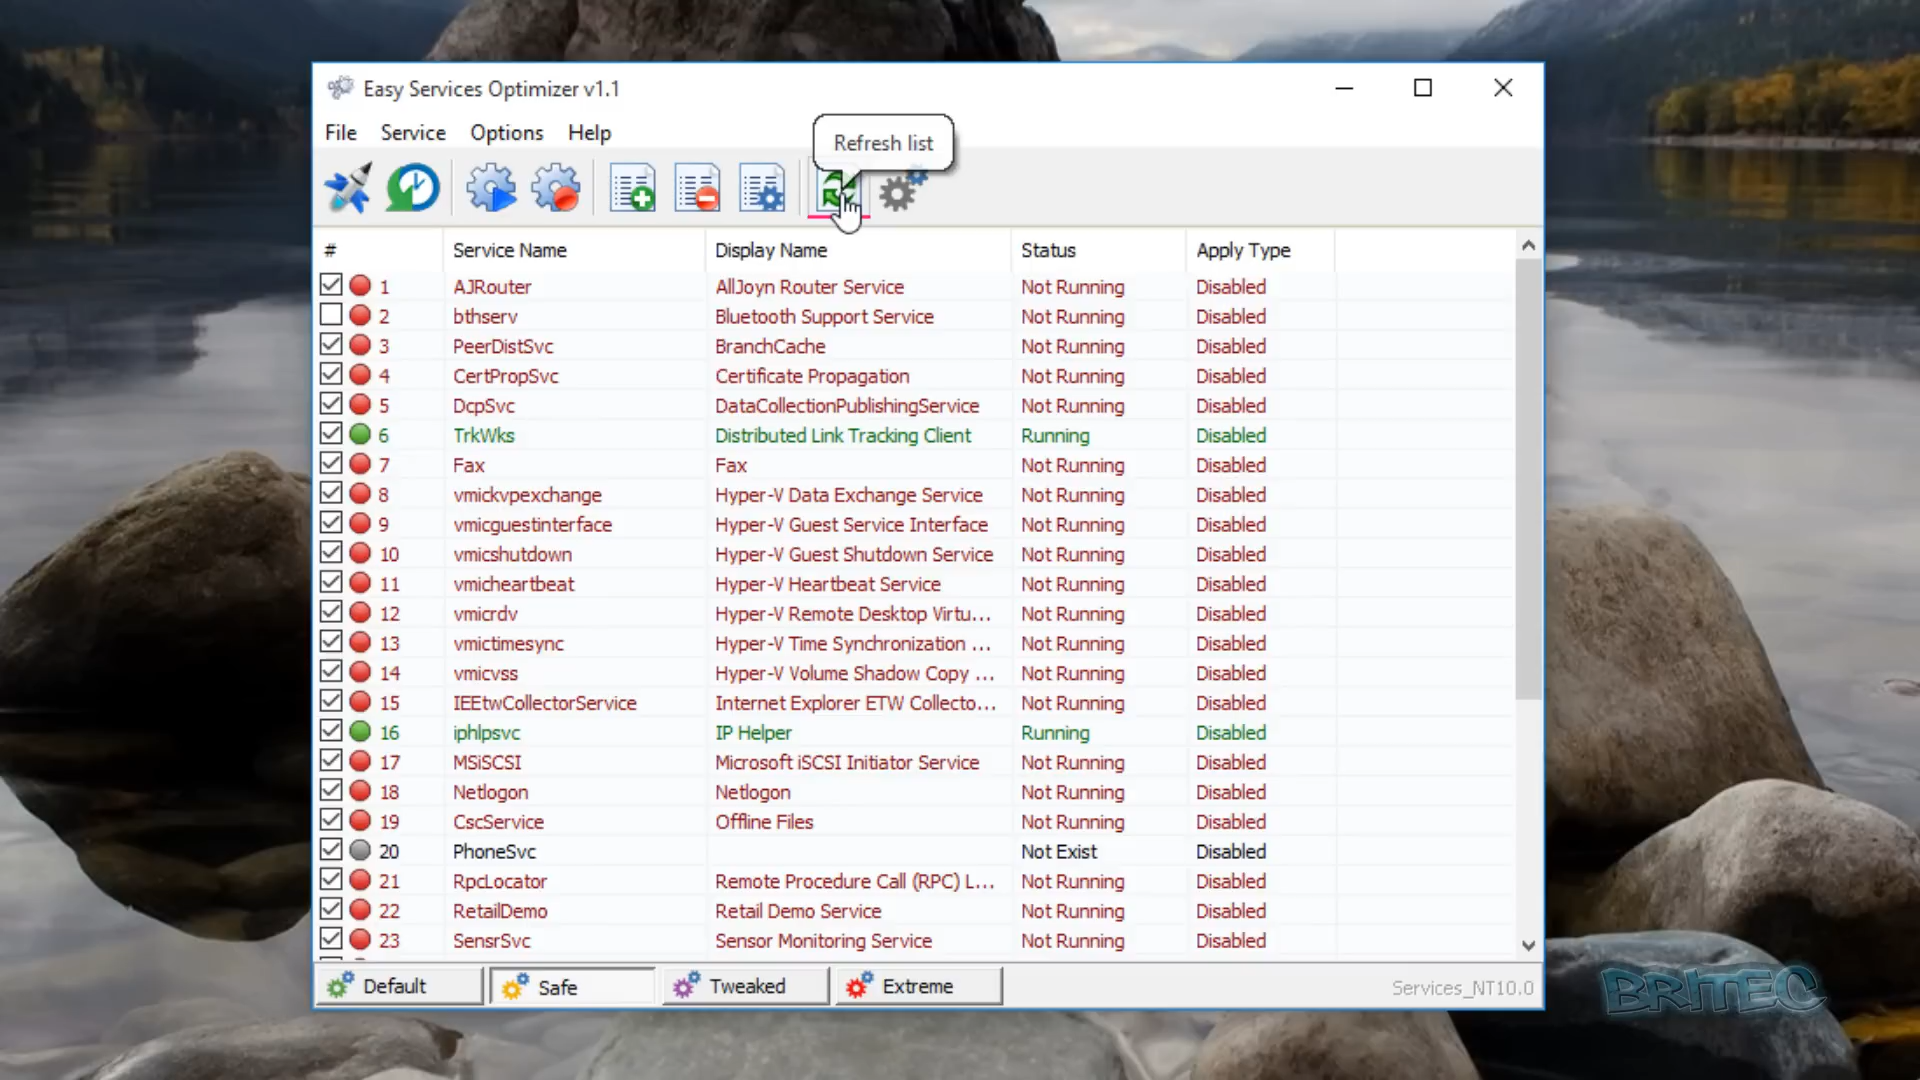 Easy Services Optimizer v1.1
File Service Options Help
Refresh list
# Service Name Display Name Status Apply Type
1 AJRouter AllJoyn Router Service Not Running Disabled
2 bthserv Bluetooth Support Service Not Running Disabled
3 PeerDistSvc BranchCache Not Running Disabled
4 CertPropSvc Certificate Propagation Not Running Disabled
5 DcpSvc DataCollectionPublishingService Not Running Disabled
6 TrkWks Distributed Link Tracking Client Running Disabled
7 Fax Fax Not Running Disabled
8 vmickvpexchange Hyper-V Data Exchange Service Not Running Disabled
9 vmicguestinterface Hyper-V Guest Service Interface Not Running Disabled
10 vmicshutdown Hyper-V Guest Shutdown Service Not Running Disabled
11 vmicheartbeat Hyper-V Heartbeat Service Not Running Disabled
12 vmicrdv Hyper-V Remote Desktop Virtu... Not Running Disabled
13 vmictimesync Hyper-V Time Synchronization ... Not Running Disabled
14 vmicvss Hyper-V Volume Shadow Copy ... Not Running Disabled
15 IEEtwCollectorService Internet Explorer ETW Collecto... Not Running Disabled
16 iphlpsvc IP Helper Running Disabled
17 MSiSCSI Microsoft iSCSI Initiator Service Not Running Disabled
18 Netlogon Netlogon Not Running Disabled
19 CscService Offline Files Not Running Disabled
20 PhoneSvc Not Exist Disabled
21 RpcLocator Remote Procedure Call (RPC) L... Not Running Disabled
22 RetailDemo Retail Demo Service Not Running Disabled
23 SensrSvc Sensor Monitoring Service Not Running Disabled
Default Safe Tweaked Extreme Services_NT10.0
BRITEC